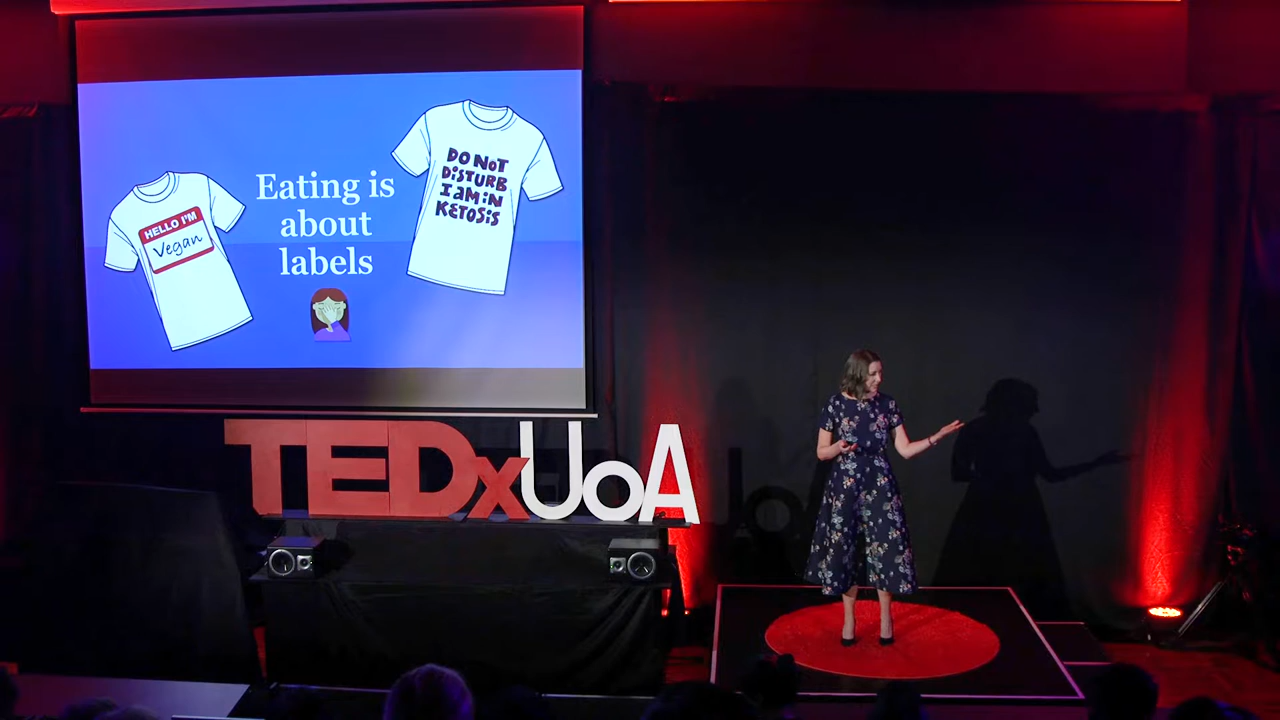 HELLO I'M
Vegan
Eating is
about
labels
DO NOT
DiSTURB
I AM iN
KETOSiS
TEDxUoA